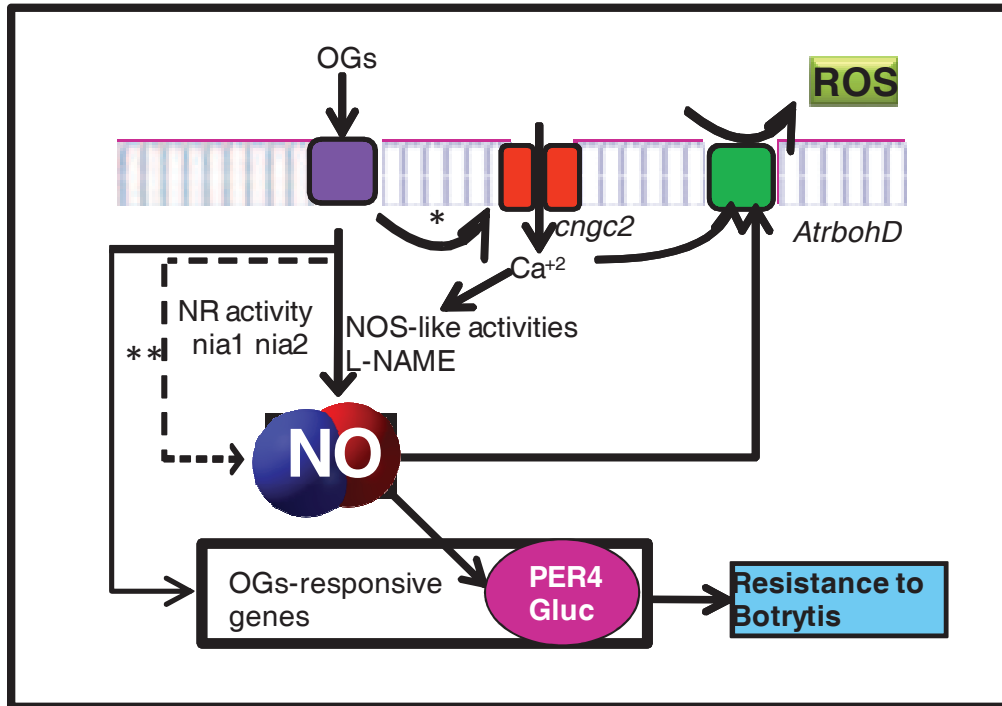 OGs
ROS
*
cngc2
AtrbohD
Ca+2
NR activity
nia1 nia2
**
NOS-like activities
L-NAME
NO
OGs-responsive
genes
PER4
Gluc
Resistance to
Botrytis